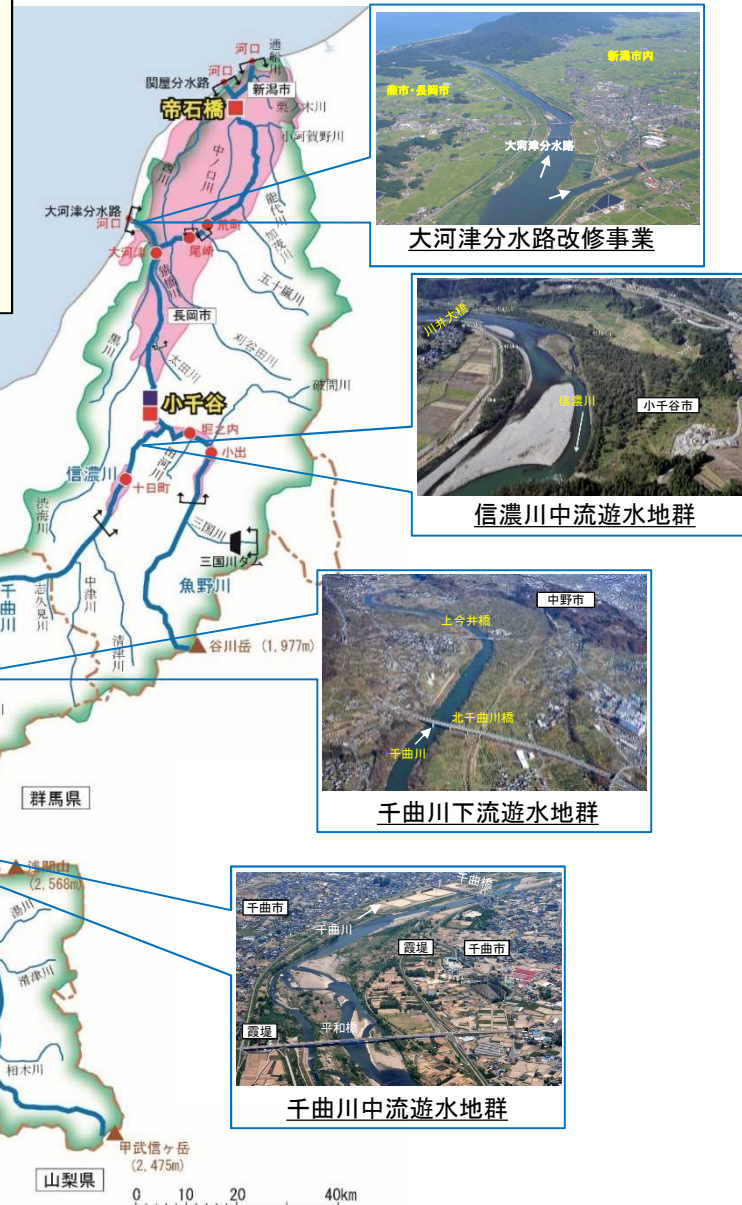 通船川
河口
河口
関屋分水路
新潟市
帝石橋
栗ノ木川
小阿賀野川
西川
中ノ口川
能代川
大河津分水路
河口
荒町
加茂川
大河津
尾崎
五十嵐川
猿橋川
長岡市
黒川
太田川
刈谷田川
破間川
小千谷
堀之内
小出
信濃川
十日町
渋海川
三国川
三国川ダム
千曲川
志久見川
中津川
清津川
魚野川
谷川岳 (1,977m)
群馬県
浅間山
(2,568m)
湯川
滑津川
相木川
甲武信ヶ岳
(2,475m)
山梨県
0 10 20 40km
新潟市内
燕市・長岡市
大河津分水路
大河津分水路改修事業
川井大橋
信濃川
小千谷市
信濃川中流遊水地群
中野市
上今井橋
北千曲川橋
千曲川
千曲川下流遊水地群
千曲橋
千曲市
千曲川
霞堤
千曲市
平和橋
霞堤
千曲川中流遊水地群